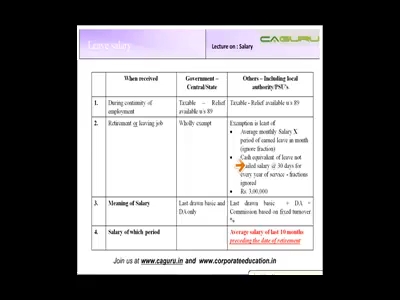 Leave salary
Lecture on : Salary
CAGURU
When received
Government –
Central/State
Others – Including local
authority/PSU's
1.
During continuity of
employment
Taxable – Relief
available u/s 89
Taxable - Relief available u/s 89
2.
Retirement or leaving job
Wholly exempt
Exemption is least of
• Average monthly Salary X
period of earned leave in month
(ignore fraction)
• Cash equivalent of leave not
availed salary @ 30 days for
every year of service - fractions
ignored
• Rs 3,00,000
3.
Meaning of Salary
Last drawn basic and
DA only
Last drawn basic + DA +
Commission based on fixed turnover
%
4.
Salary of which period
Average salary of last 10 months
preceding the date of retirement
Join us at www.caguru.in and www.corporateducation.in